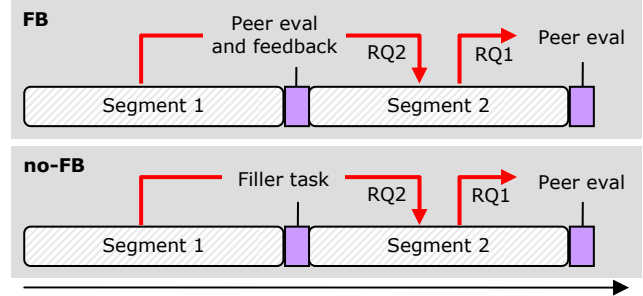 FB
Peer eval
and feedback
RQ2
RQ1
Peer eval
Segment 1
Segment 2
no-FB
Filler task
RQ2
RQ1
Peer eval
Segment 1
Segment 2